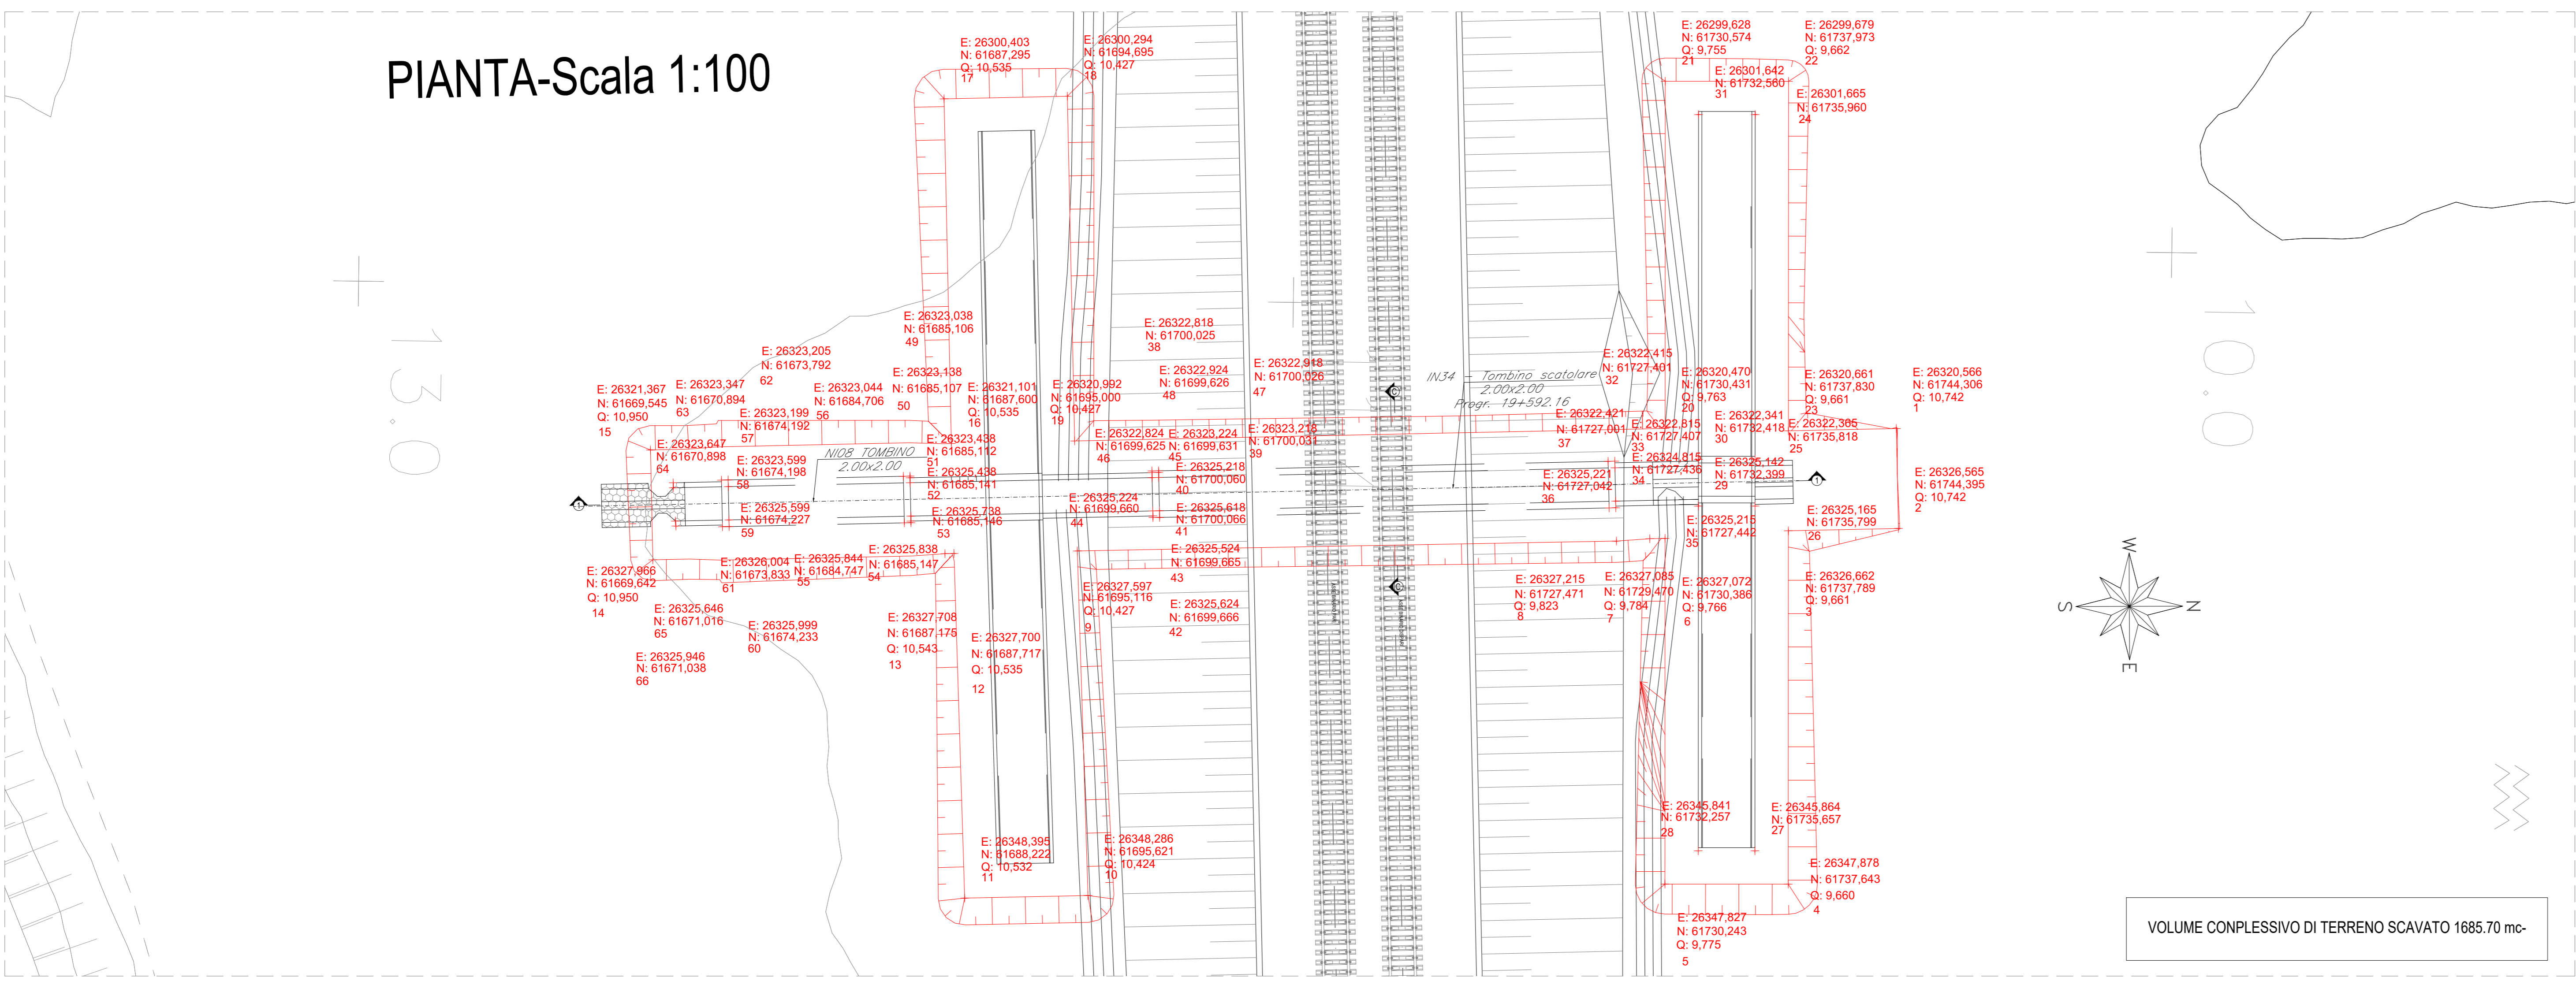 PIANTA-Scala 1:100
E: 26300,403
N: 61687,295
Q: 10,535
17
E: 26300,294
N: 61694,695
Q: 10,427
18
E: 26299,628
N: 61730,574
Q: 9,755
21
E: 26299,679
N: 61737,973
Q: 9,662
22
E: 26301,642
N: 61732,560
31
E: 26301,665
N: 61735,960
24
13.0
10.0
E: 26323,038
N: 61685,106
49
E: 26322,818
N: 61700,025
38
E: 26323,205
N: 61673,792
62
E: 26321,367
N: 61669,545
Q: 10,950
15
E: 26323,347
N: 61670,894
63
E: 26323,044
N: 61684,706
56
E: 26323,138
N: 61685,107
50
E: 26321,101
N: 61687,600
Q: 10,535
16
E: 26320,992
N: 61695,000
Q: 10,427
19
E: 26322,924
N: 61699,626
48
E: 26322,918
N: 61700,026
47
IN34 - Tombino scatolare
2.00x2.00
Progr. 19+592.16
E: 26322,415
N: 61727,401
32
E: 26320,470
N: 61730,431
Q: 9,763
20
E: 26320,661
N: 61737,830
Q: 9,661
23
E: 26320,566
N: 61744,306
Q: 10,742
1
E: 26323,199
N: 61674,192
57
E: 26323,647
N: 61670,898
64
E: 26323,599
N: 61674,198
58
NI08 TOMBINO
2.00x2.00
E: 26323,438
N: 61685,112
51
E: 26325,438
N: 61685,141
52
E: 26322,824
N: 61699,625
46
E: 26323,224
N: 61699,631
45
E: 26323,218
N: 61700,031
39
E: 26322,421
N: 61727,001
37
E: 26322,815
N: 61727,407
33
E: 26322,341
N: 61732,418
30
E: 26322,365
N: 61735,818
25
E: 26325,218
N: 61700,060
40
E: 26325,221
N: 61727,042
36
E: 26324,815
N: 61727,436
34
E: 26325,142
N: 61732,399
29
E: 26326,565
N: 61744,395
Q: 10,742
2
1
1
C
C
E: 26325,599
N: 61674,227
59
E: 26325,738
N: 61685,146
53
E: 26325,224
N: 61699,660
44
E: 26325,618
N: 61700,066
41
E: 26325,215
N: 61727,442
35
E: 26325,165
N: 61735,799
26
E: 26327,966
N: 61669,642
Q: 10,950
14
E: 26326,004
N: 61673,833
61
E: 26325,844
N: 61684,747
55
E: 26325,838
N: 61685,147
54
E: 26325,524
N: 61699,665
43
E: 26327,597
N: 61695,116
Q: 10,427
9
E: 26325,624
N: 61699,666
42
E: 26327,215
N: 61727,471
Q: 9,823
8
E: 26327,085
N: 61729,470
Q: 9,784
7
E: 26327,072
N: 61730,386
Q: 9,766
6
E: 26326,662
N: 61737,789
Q: 9,661
3
E: 26325,646
N: 61671,016
65
E: 26325,999
N: 61674,233
60
E: 26325,946
N: 61671,038
66
E: 26327,708
N: 61687,175
Q: 10,543
13
E: 26327,700
N: 61687,717
Q: 10,535
12
W
S
N
E
E: 26348,395
N: 61688,222
Q: 10,532
11
E: 26348,286
N: 61695,621
Q: 10,424
10
E: 26345,841
N: 61732,257
28
E: 26345,864
N: 61735,657
27
E: 26347,878
N: 61737,643
Q: 9,660
4
E: 26347,827
N: 61730,243
Q: 9,775
5
VOLUME CONPLESSIVO DI TERRENO SCAVATO 1685.70 mc-